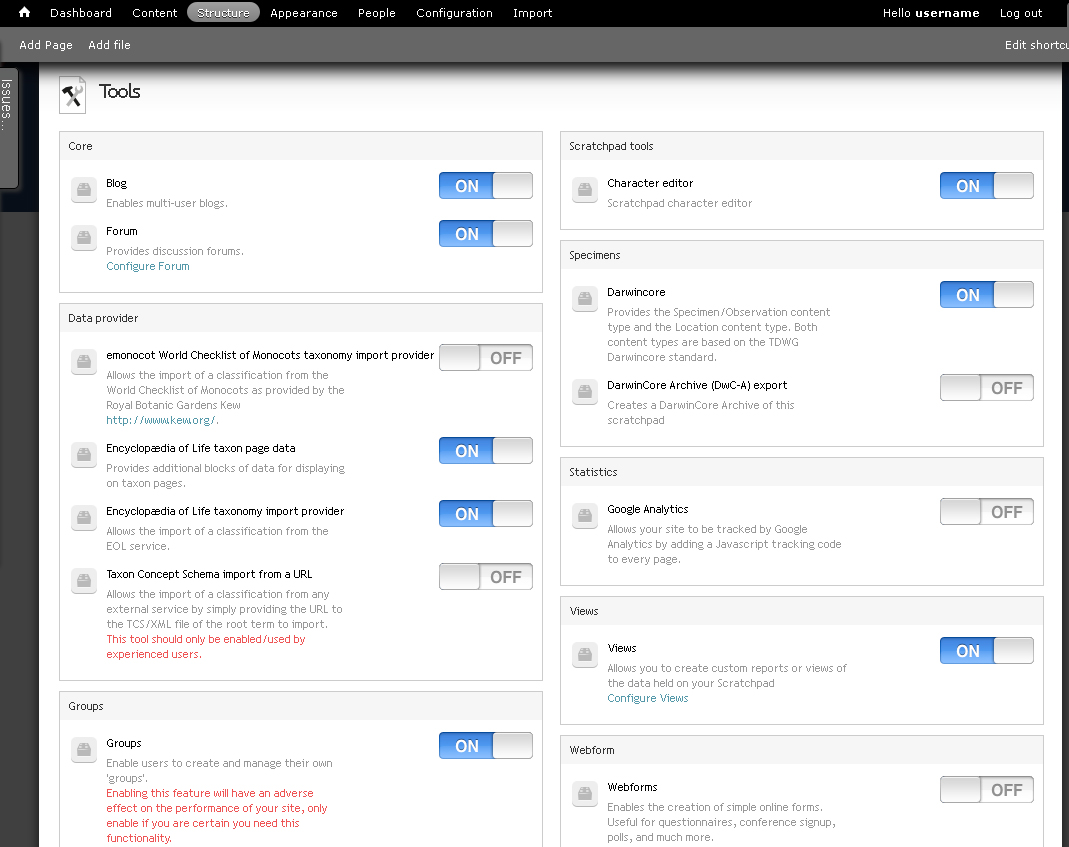 Dashboard Content Structure Appearance People Configuration Import Hello username Log out
Add Page Add file Edit shortcu
Issues...
Tools
Core
Blog ON
Enables multi-user blogs.
Forum ON
Provides discussion forums.
Configure Forum
Data provider
emonocot World Checklist of Monocots taxonomy import provider OFF
Allows the import of a classification from the
World Checklist of Monocots as provided by the
Royal Botanic Gardens Kew
http://www.kew.org/.
Encyclopædia of Life taxon page data ON
Provides additional blocks of data for displaying
on taxon pages.
Encyclopædia of Life taxonomy import provider ON
Allows the import of a classification from the
EOL service.
Taxon Concept Schema import from a URL OFF
Allows the import of a classification from any
external service by simply providing the URL to
the TCS/XML file of the root term to import.
This tool should only be enabled/used by
experienced users.
Groups
Groups ON
Enable users to create and manage their own
'groups'.
Enabling this feature will have an adverse
effect on the performance of your site, only
enable if you are certain you need this
functionality.
Scratchpad tools
Character editor ON
Scratchpad character editor
Specimens
Darwincore ON
Provides the Specimen/Observation content
type and the Location content type. Both
content types are based on the TDWG
Darwincore standard.
DarwinCore Archive (DwC-A) export OFF
Creates a DarwinCore Archive of this
scratchpad
Statistics
Google Analytics OFF
Allows your site to be tracked by Google
Analytics by adding a Javascript tracking code
to every page.
Views
Views ON
Allows you to create custom reports or views of
the data held on your Scratchpad
Configure Views
Webform
Webforms OFF
Enables the creation of simple online forms.
Useful for questionnaires, conference signup,
polls, and much more.